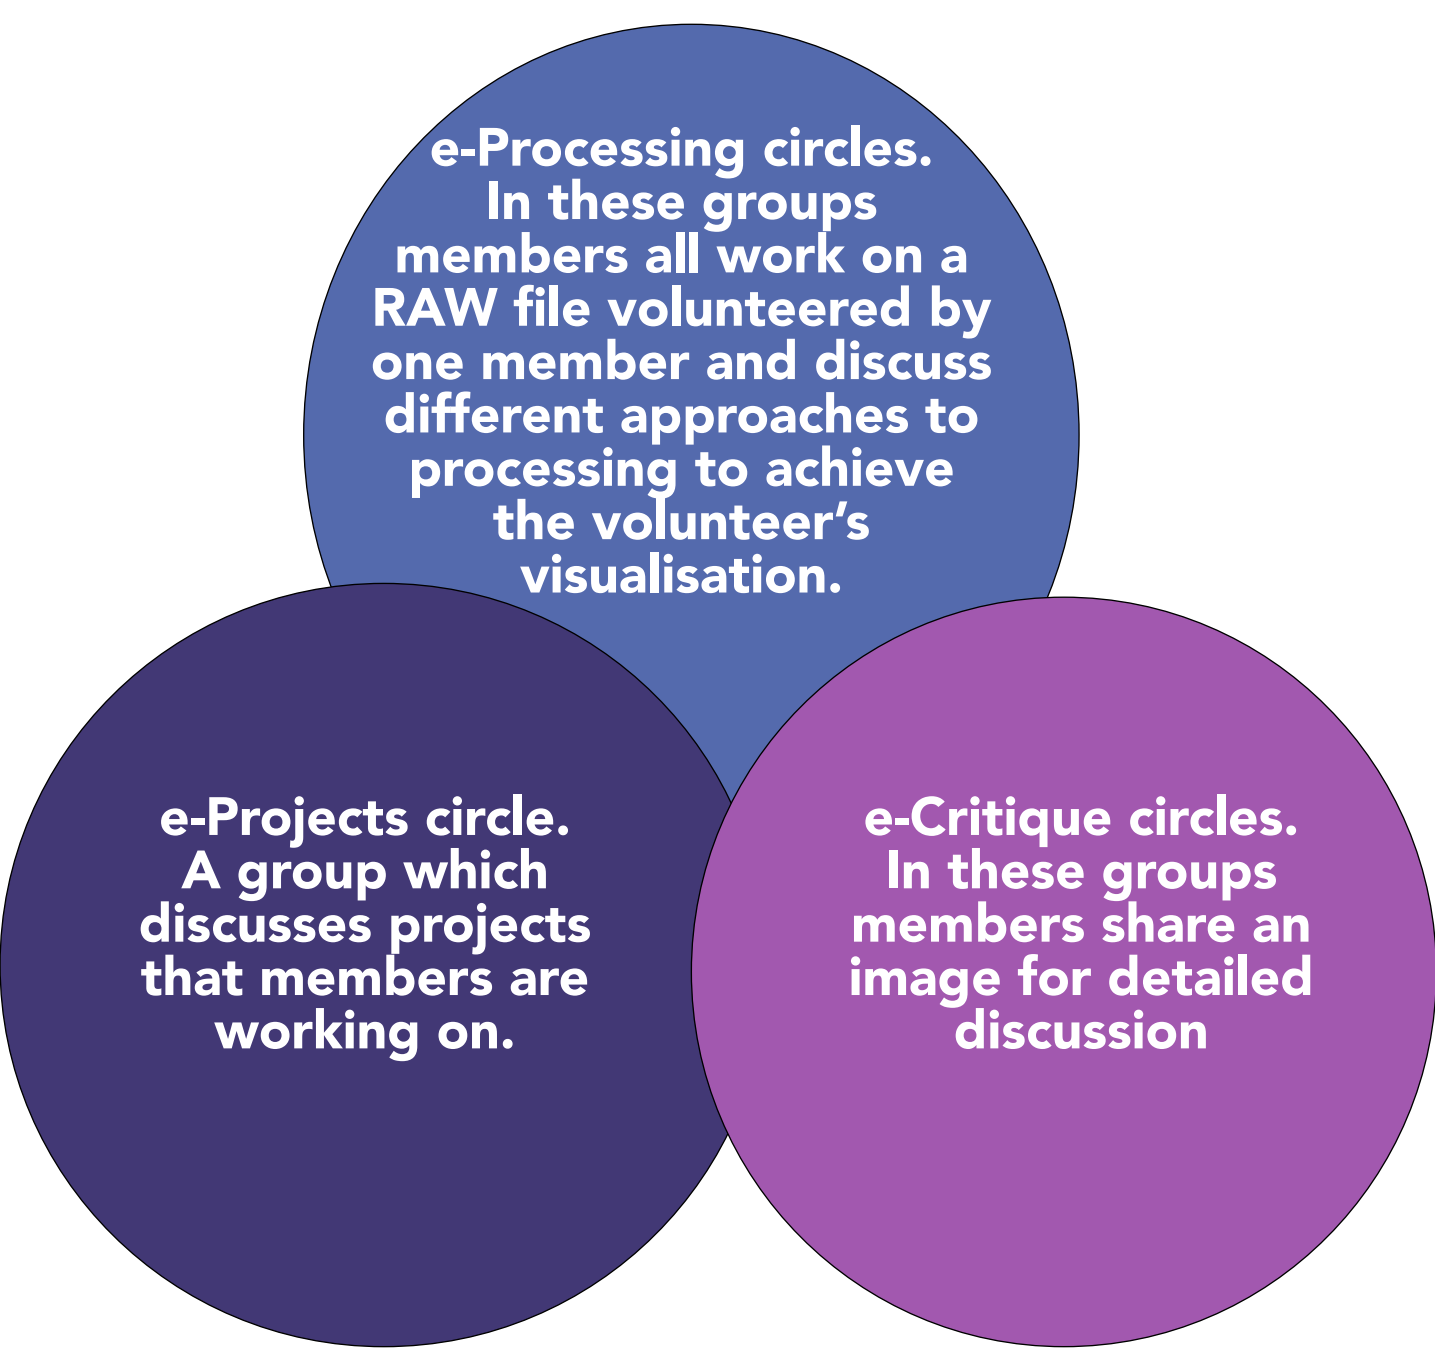 e-Processing circles.
In these groups
members all work on a
RAW file volunteered by
one member and discuss
different approaches to
processing to achieve
the volunteer’s
visualisation.
e-Projects circle.
A group which
discusses projects
that members are
working on.
e-Critique circles.
In these groups
members share an
image for detailed
discussion